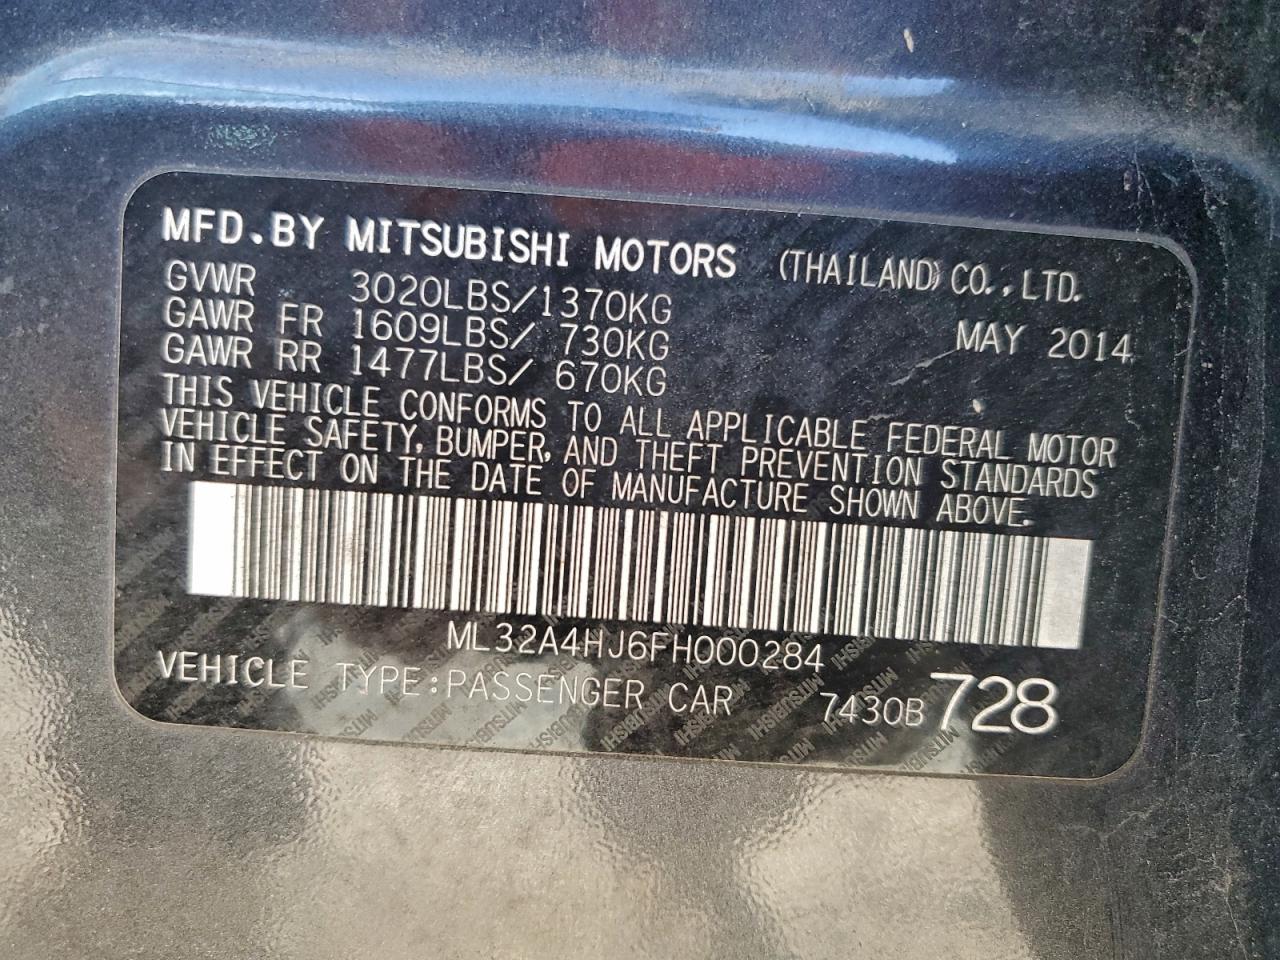 MFD. BY MITSUBISHI MOTORS (THAILAND) CO., LTD.
GVWR 3020LBS/1370KG
GAWR FR 1609LBS/ 730KG MAY 2014
GAWR RR 1477LBS/ 670KG
THIS VEHICLE CONFORMS TO ALL APPLICABLE FEDERAL MOTOR
VEHICLE SAFETY, BUMPER, AND THEFT PREVENTION STANDARDS
IN EFFECT ON THE DATE OF MANUFACTURE SHOWN ABOVE.
ML32A4HJ6FH000284
VEHICLE TYPE:PASSENGER CAR 7430B 728